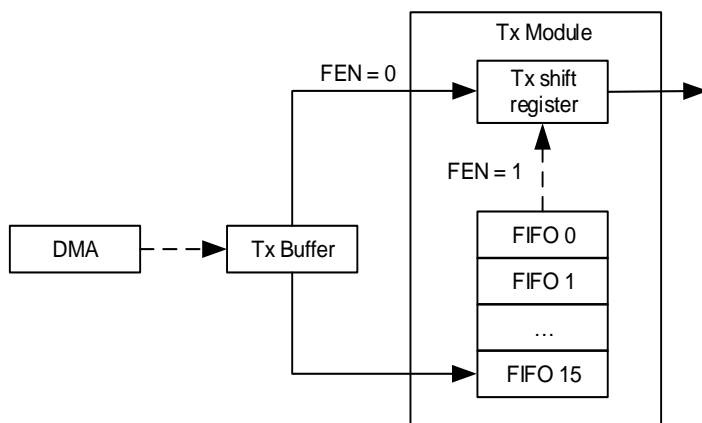 Tx Module
FEN = 0
Tx shift
register
FEN = 1
DMA
Tx Buffer
FIFO 0
FIFO 1
...
FIFO 15